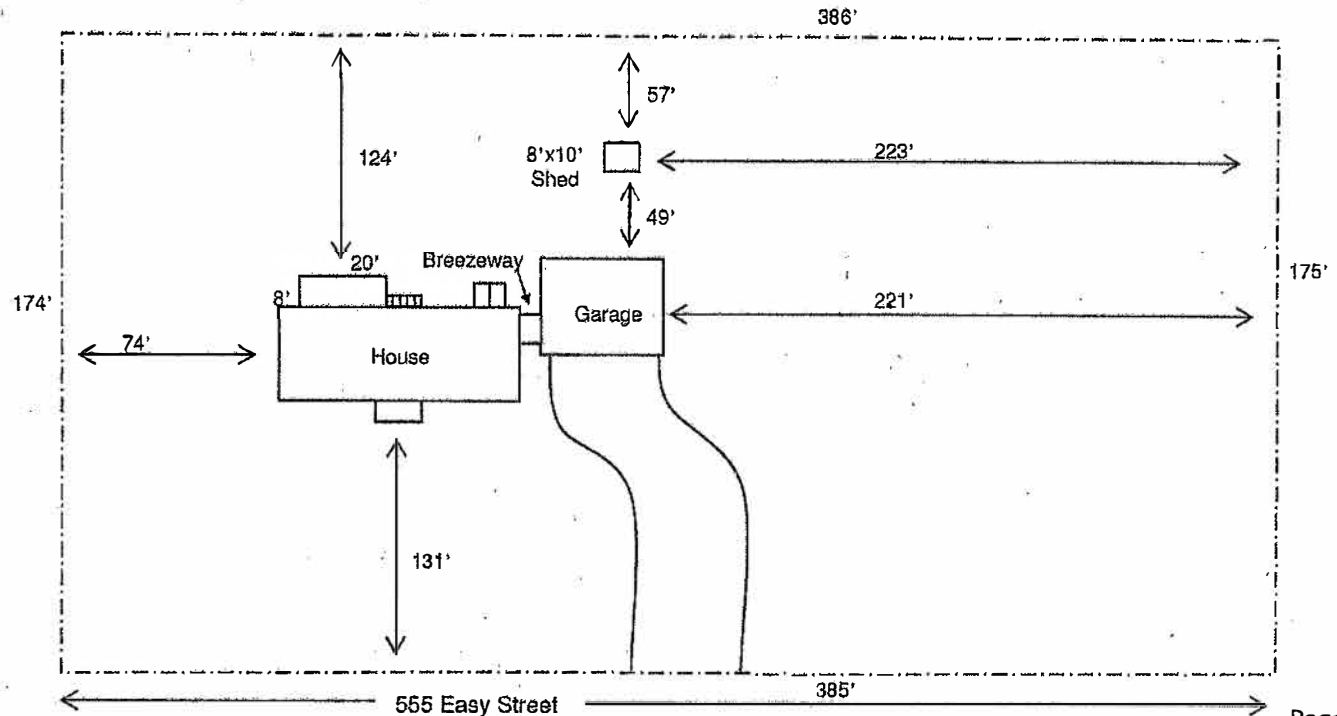 386'
57'
124'
8'x10'
Shed
223'
49'
20'
Breezeway
174'
8'
Garage
221'
175'
74'
House
131'
555 Easy Street
385'